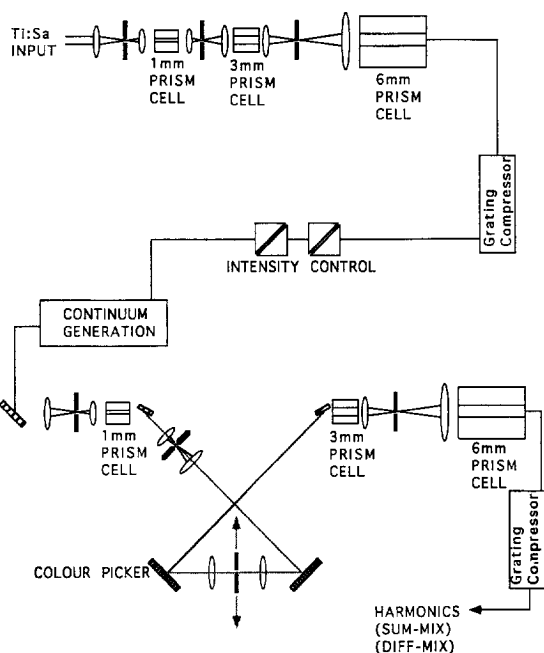 Ti:Sa
INPUT
1mm
PRISM
CELL
3mm
PRISM
CELL
6mm
PRISM
CELL
Grating
Compressor
INTENSITY CONTROL
CONTINUUM
GENERATION
1mm
PRISM
CELL
3mm
PRISM
CELL
6mm
PRISM
CELL
COLOUR PICKER
Grating
Compressor
HARMONICS
(SUM-MIX)
(DIFF-MIX)